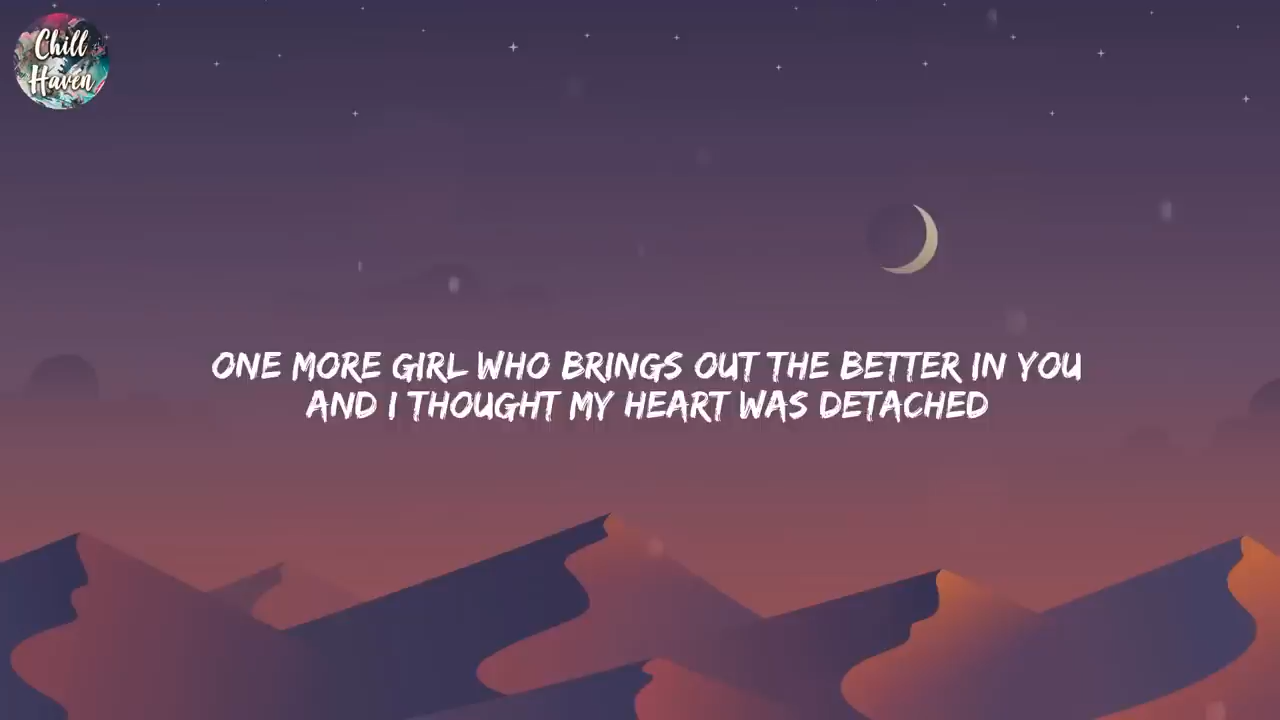 Chill
Haven
ONE MORE GIRL WHO BRINGS OUT THE BETTER IN YOU
AND I THOUGHT MY HEART WAS DETACHED